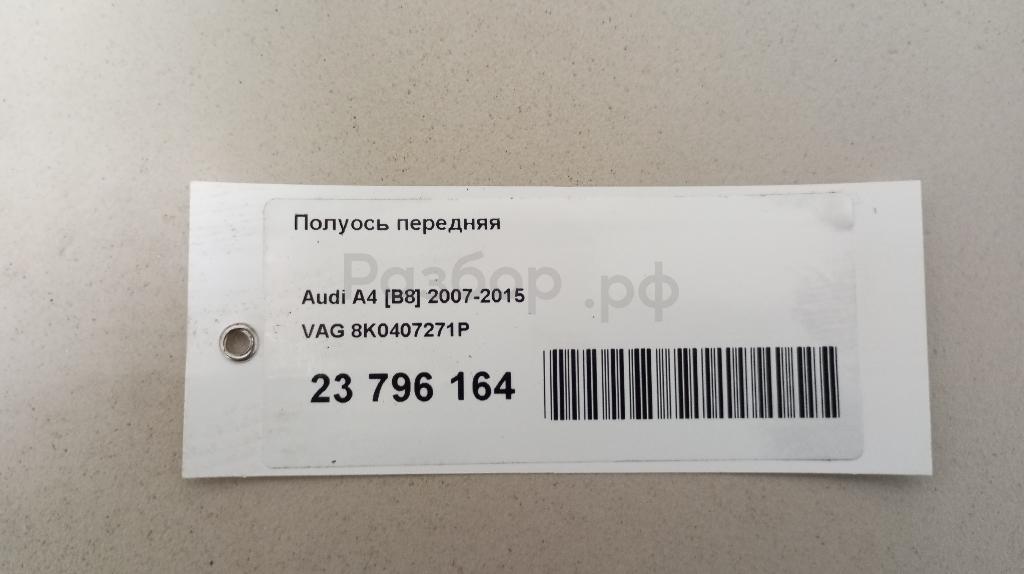 Полуось передняя
Разбор.рф
Audi A4 [B8] 2007-2015
VAG 8K0407271P
23 796 164